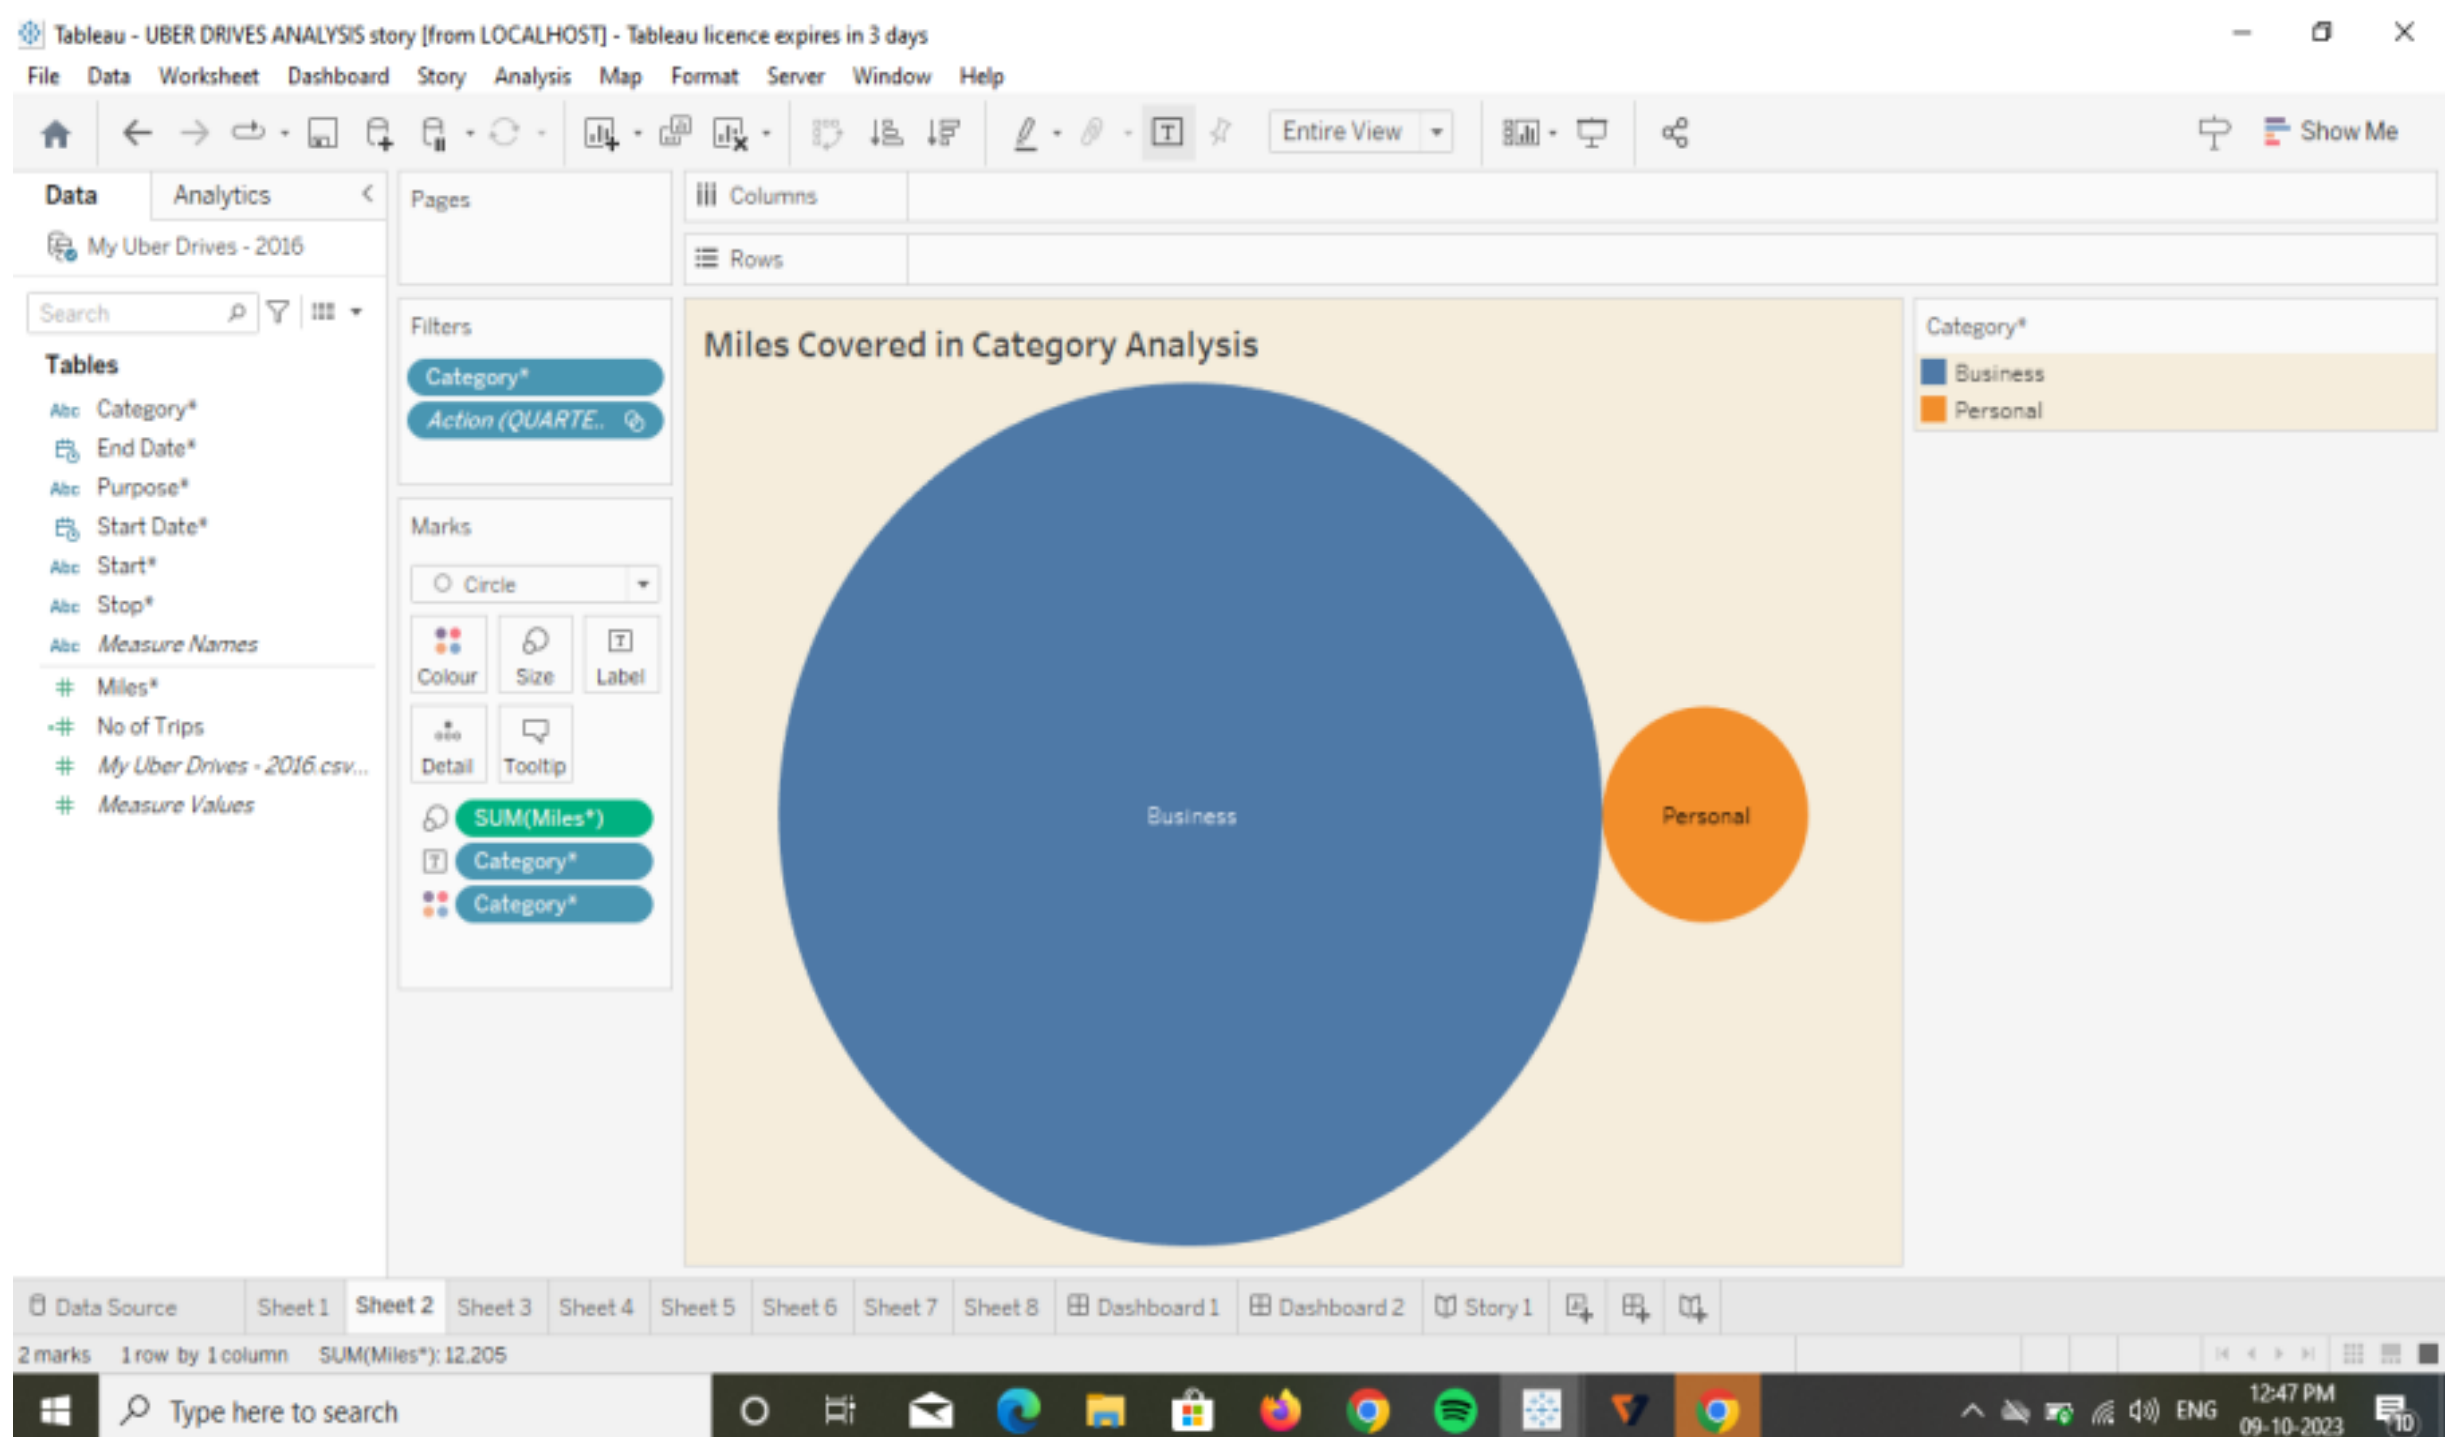 Tableau - UBER DRIVES ANALYSIS story [from LOCALHOST] - Tableau licence expires in 3 days
File Data Worksheet Dashboard Story Analysis Map Format Server Window Help
Entire View
Show Me
Data Analytics
My Uber Drives - 2016
Search
Tables
Abc Category*
End Date*
Abc Purpose*
Start Date*
Abc Start*
Abc Stop*
Abc Measure Names
# Miles*
# No of Trips
# My Uber Drives - 2016.csv...
# Measure Values
Pages
Filters
Category*
Action (QUARTE..
Marks
Circle
Colour Size Label
Detail Tooltip
SUM(Miles*)
Category*
Category*
Columns
Rows
Miles Covered in Category Analysis
Business
Personal
Category*
Business
Personal
Data Source Sheet 1 Sheet 2 Sheet 3 Sheet 4 Sheet 5 Sheet 6 Sheet 7 Sheet 8 Dashboard 1 Dashboard 2 Story 1
2 marks 1 row by 1 column SUM(Miles*): 12.205
Type here to search
ENG
12:47 PM
09-10-2023
10